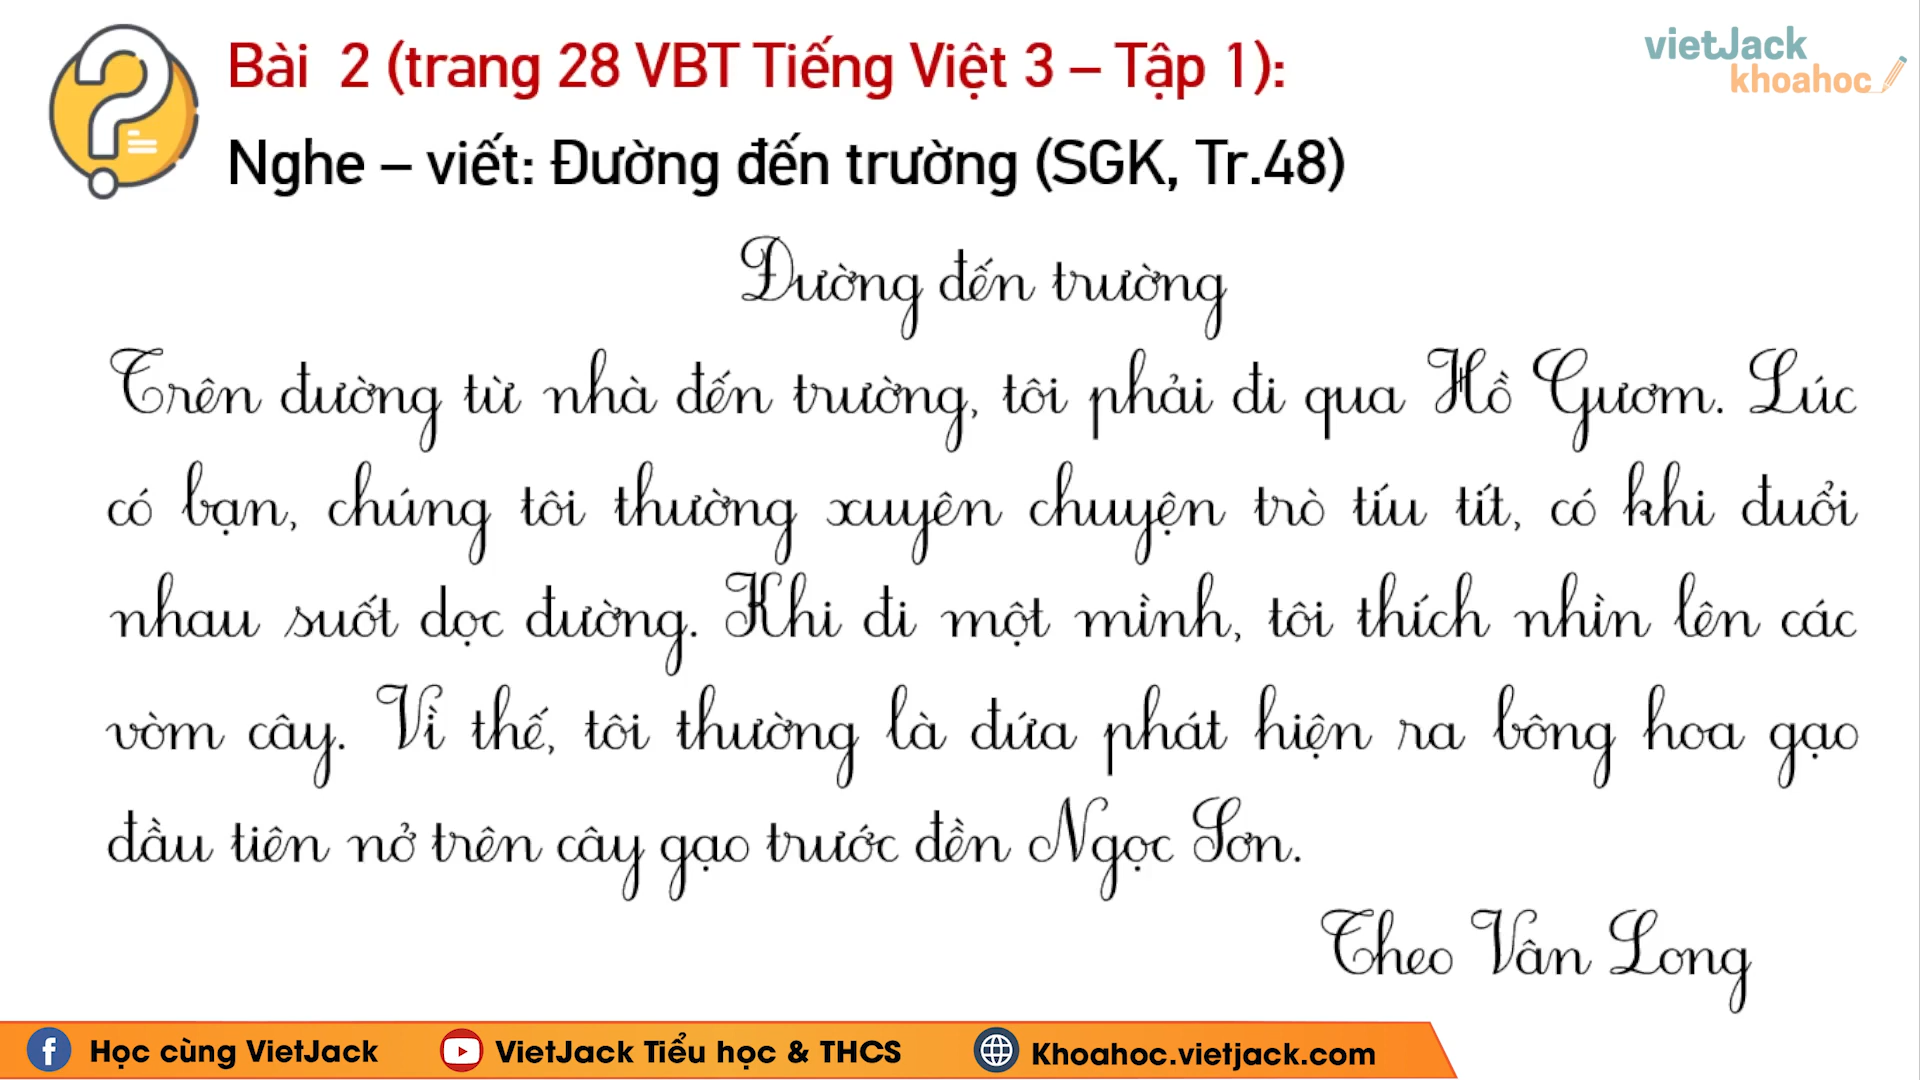 Bài 2 (trang 28 VBT Tiếng Việt 3 – Tập 1):
vietJack
khoahoc
Nghe – viết: Đường đến trường (SGK, Tr.48)
Đường đến trường
Trên đường từ nhà đến trường, tôi phải đi qua Hồ Gươm. Lúc
có bạn, chúng tôi thường xuyên chuyện trò tíu tít, có khi đuổi
nhau suốt dọc đường. Khi đi một mình, tôi thích nhìn lên các
vòm cây. Vì thế, tôi thường là đứa phát hiện ra bông hoa gạo
đầu tiên nở trên cây gạo trước đền Ngọc Sơn.
Theo Vân Long
Học cùng VietJack
VietJack Tiểu học & THCS
Khoahoc.vietjack.com